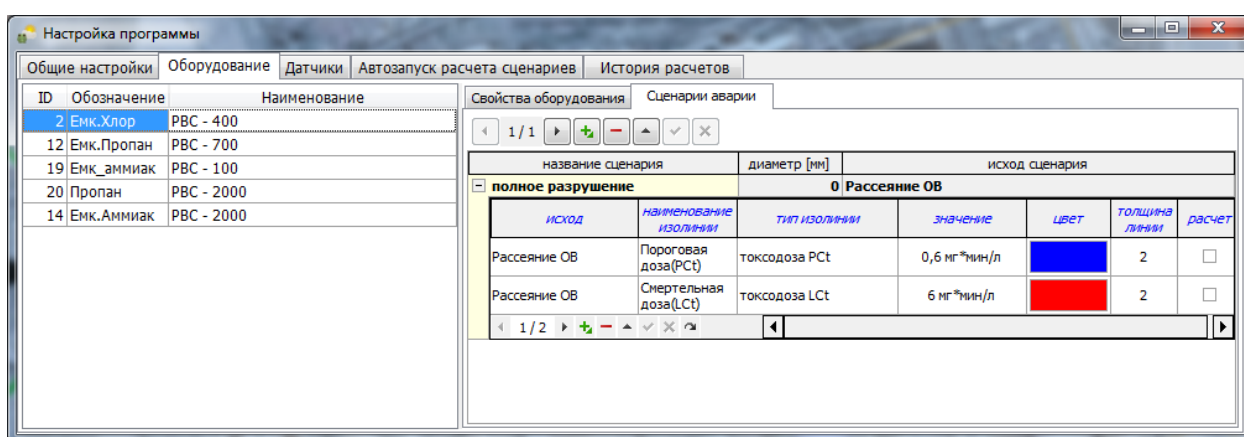 Настройка программы
Общие настройки Оборудование Датчики Автозапуск расчета сценариев История расчетов
ID Обозначение Наименование
2 Емк.Хлор РВС - 400
12 Емк.Пропан РВС - 700
19 Емк_аммиак РВС - 100
20 Пропан РВС - 2000
14 Емк.Аммиак РВС - 2000
Свойства оборудования Сценарии аварии
1/1
название сценария диаметр [мм] исход сценария
полное разрушение 0 Рассеяние ОВ
исход наименование изолинии тип изолинии значение цвет толщина линии расчет
Рассеяние ОВ Пороговая доза(PCt) токсодоза PCt 0,6 мг*мин/л 2
Рассеяние ОВ Смертельная доза(LCt) токсодоза LCt 6 мг*мин/л 2
1/2